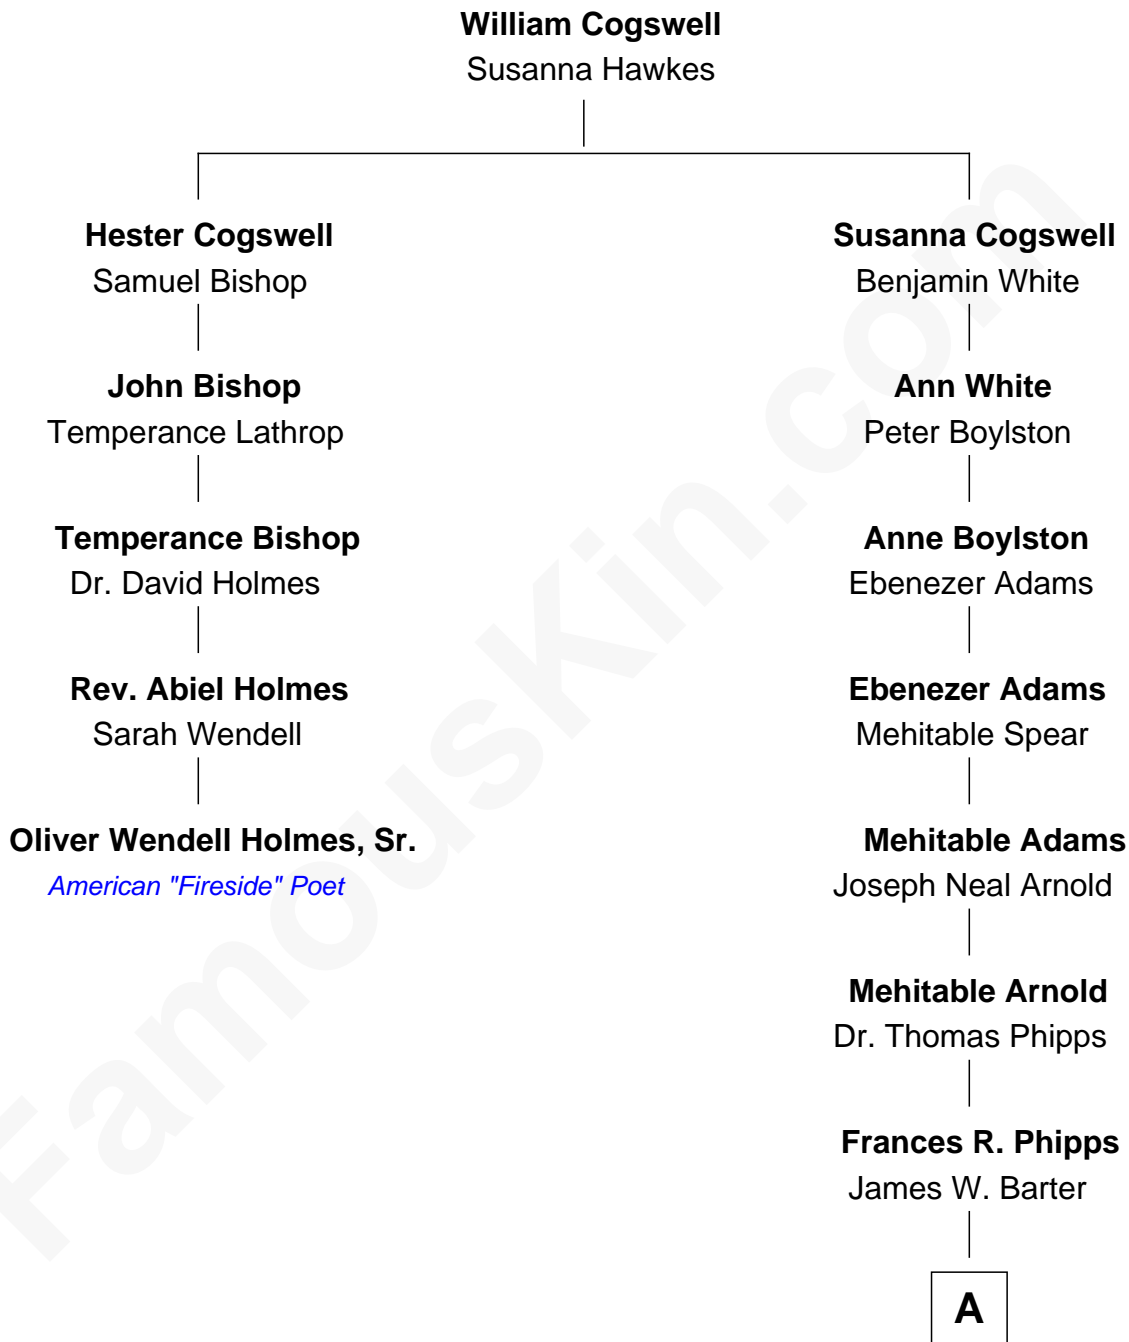 William Cogswell
Susanna Hawkes
Hester Cogswell
Samuel Bishop
Susanna Cogswell
Benjamin White
John Bishop
Temperance Lathrop
Ann White
Peter Boylston
Temperance Bishop
Dr. David Holmes
Anne Boylston
Ebenezer Adams
Rev. Abiel Holmes
Sarah Wendell
Ebenezer Adams
Mehitable Spear
Oliver Wendell Holmes, Sr.
American "Fireside" Poet
Mehitable Adams
Joseph Neal Arnold
Mehitable Arnold
Dr. Thomas Phipps
Frances R. Phipps
James W. Barter
A
FamousKin.com